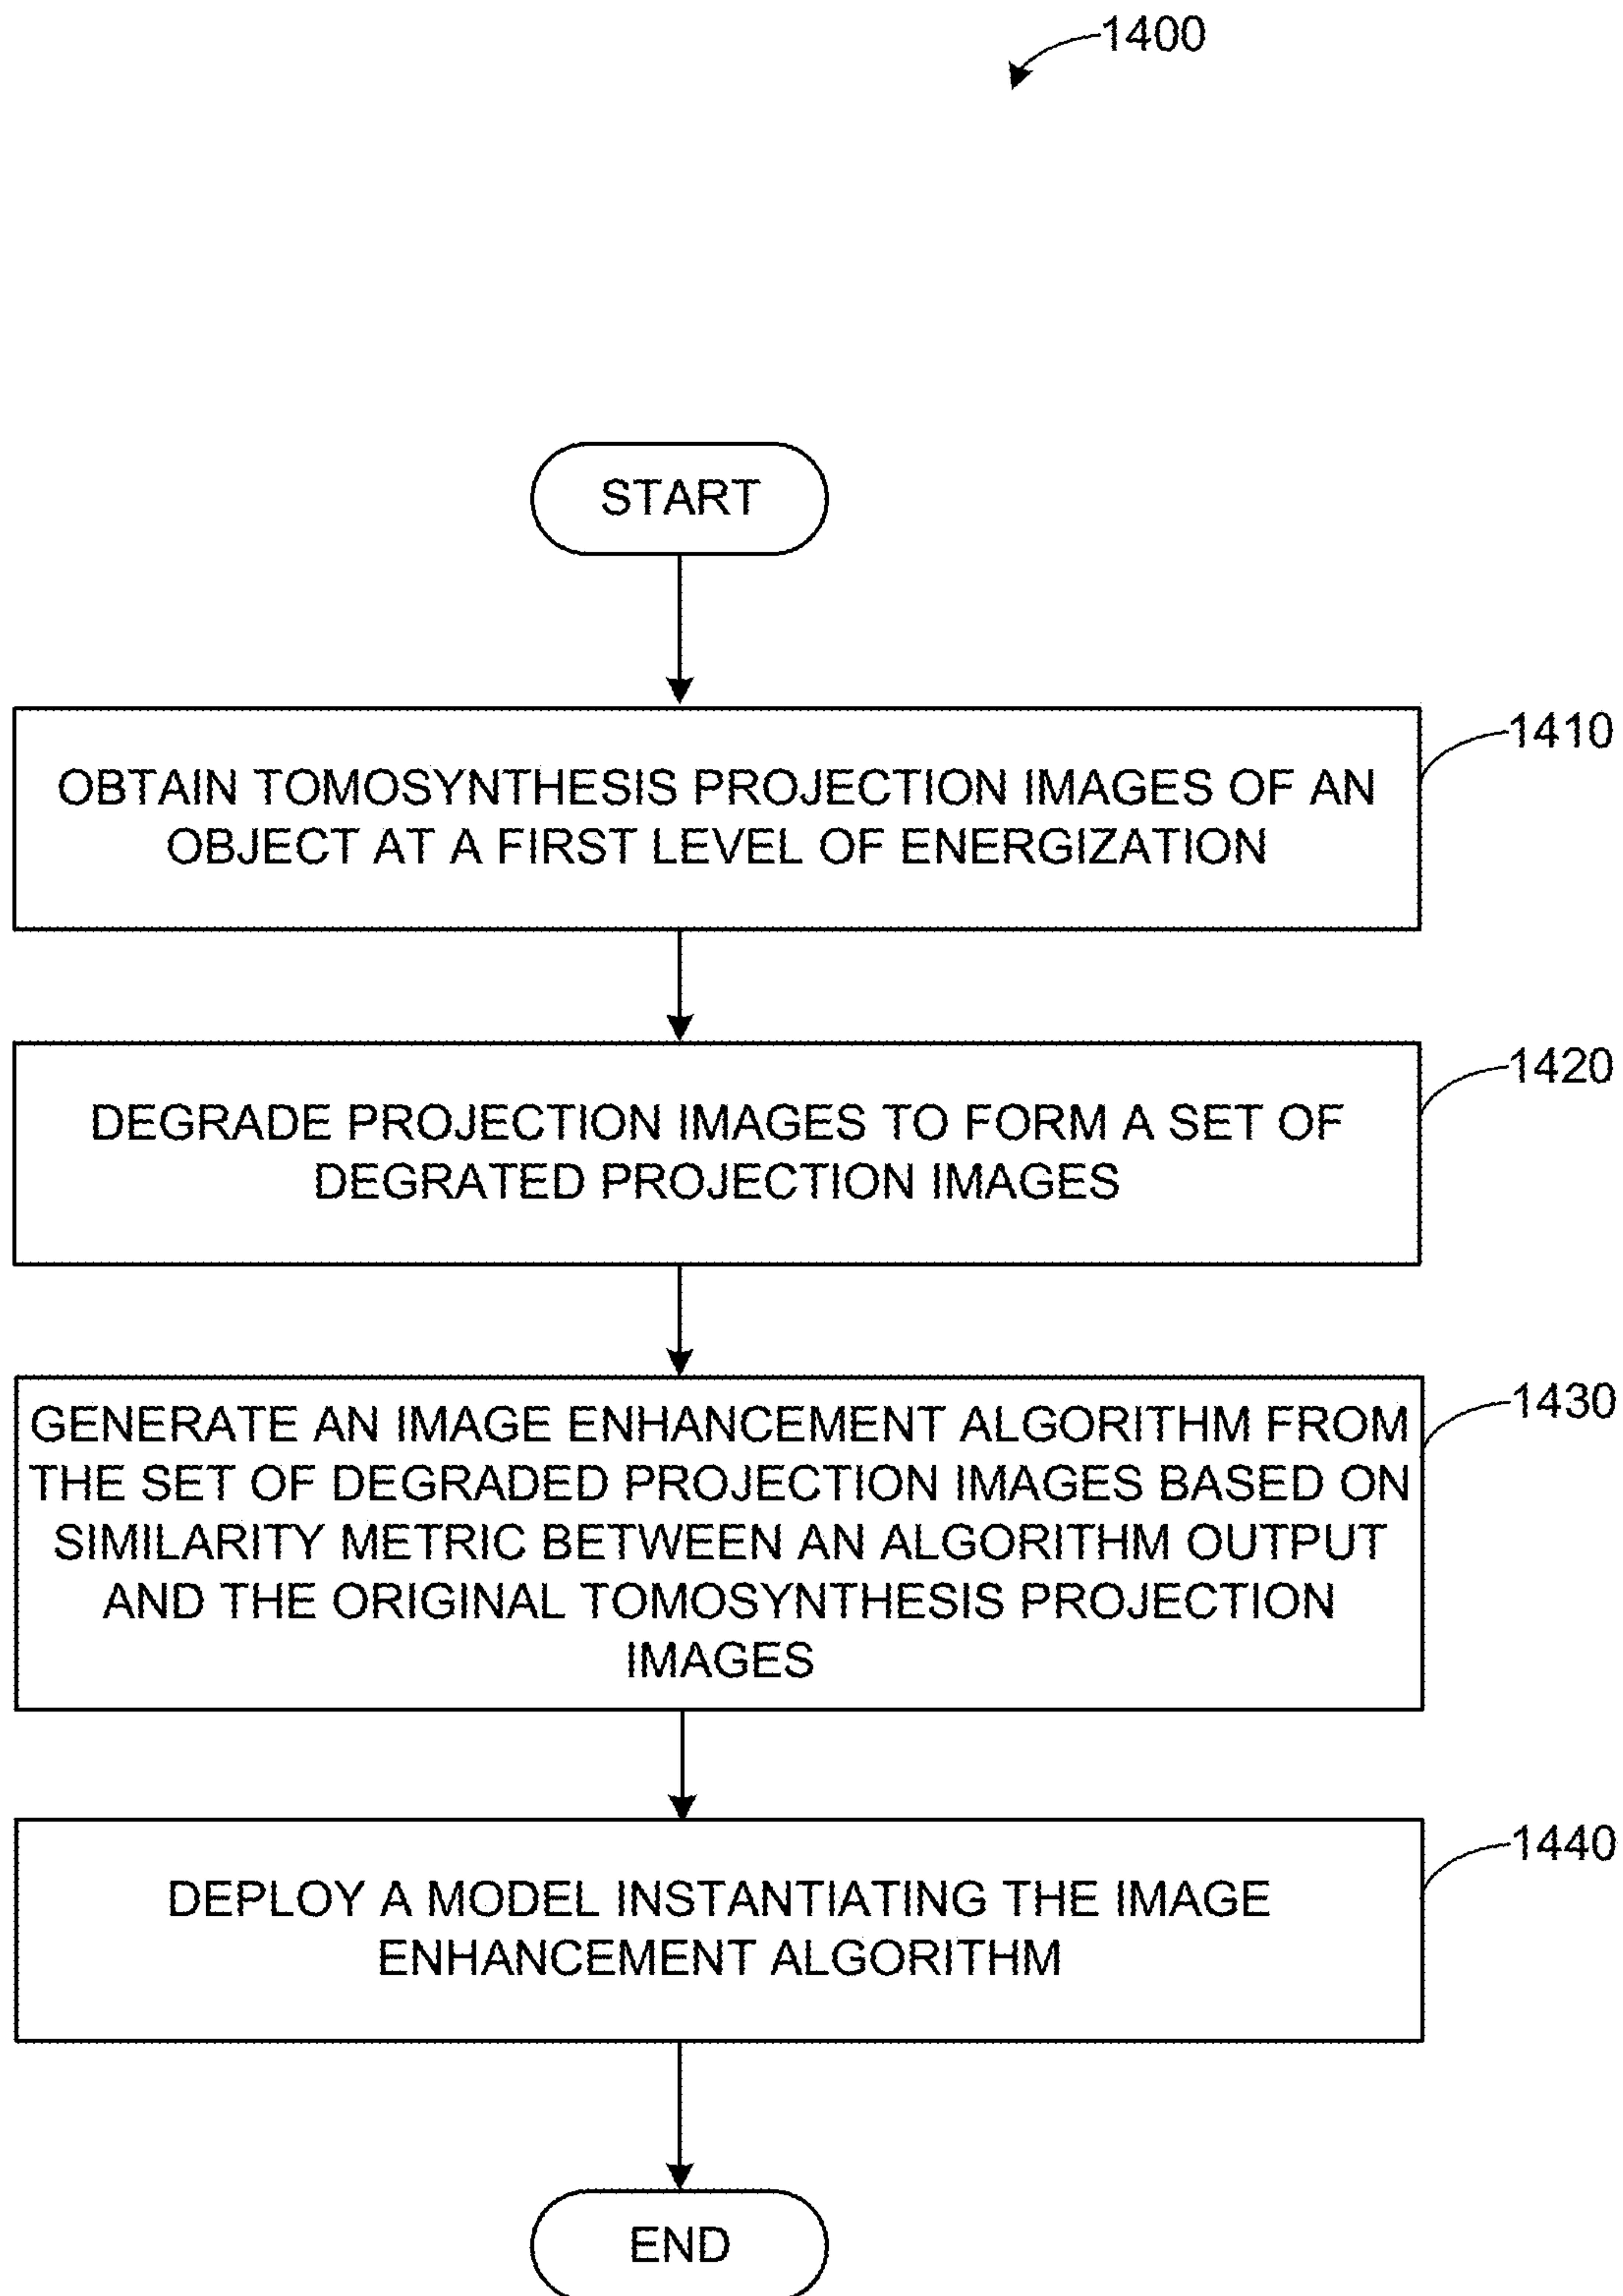 1400
START
1410
OBTAIN TOMOSYNTHESIS PROJECTION IMAGES OF AN
OBJECT AT A FIRST LEVEL OF ENERGIZATION
1420
DEGRADE PROJECTION IMAGES TO FORM A SET OF
DEGRATED PROJECTION IMAGES
1430
GENERATE AN IMAGE ENHANCEMENT ALGORITHM FROM
THE SET OF DEGRADED PROJECTION IMAGES BASED ON
SIMILARITY METRIC BETWEEN AN ALGORITHM OUTPUT
AND THE ORIGINAL TOMOSYNTHESIS PROJECTION
IMAGES
1440
DEPLOY A MODEL INSTANTIATING THE IMAGE
ENHANCEMENT ALGORITHM
END